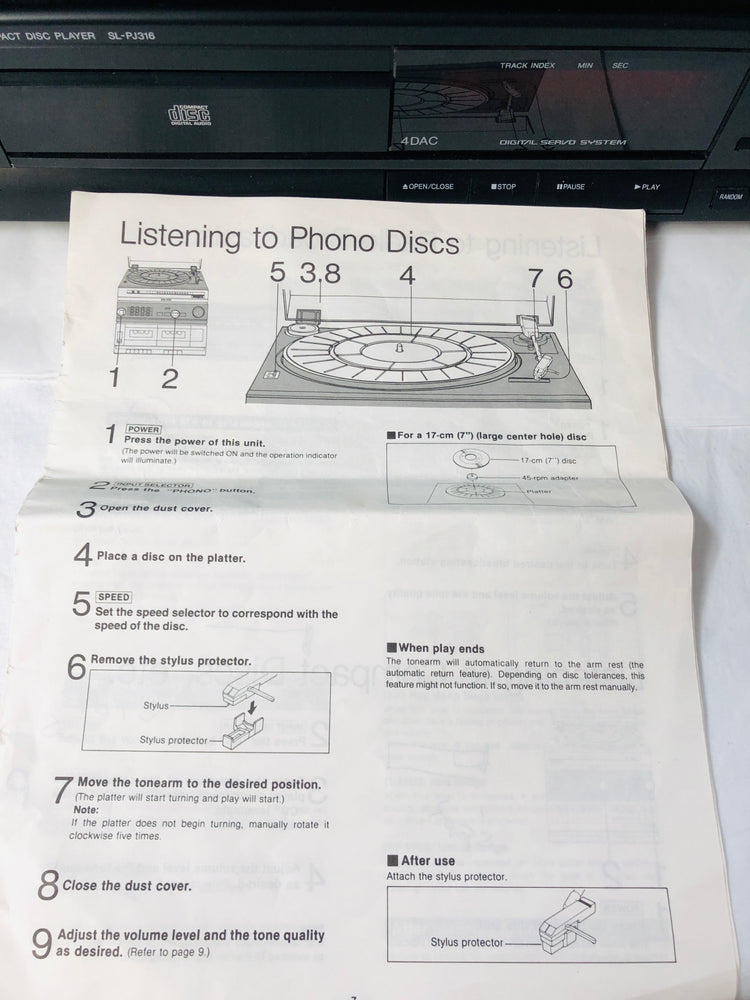 ACT DISC PLAYER SL-PJ316
TRACK INDEX MIN SEC
COMPACT
disc
DIGITAL AUDIO
4DAC DIGITAL SERVO SYSTEM
OPEN/CLOSE STOP PAUSE PLAY
RANDOM
Listening to Phono Discs
5 3,8 4 7 6
1 2
1 POWER
Press the power of this unit.
(The power will be switched ON and the operation indicator
will illuminate.)
2 INPUT SELECTOR
Press the "PHONO" button.
3 Open the dust cover.
4 Place a disc on the platter.
5 SPEED
Set the speed selector to correspond with the
speed of the disc.
6 Remove the stylus protector.
Stylus
Stylus protector
7 Move the tonearm to the desired position.
(The platter will start turning and play will start.)
Note:
If the platter does not begin turning, manually rotate it
clockwise five times.
8 Close the dust cover.
9 Adjust the volume level and the tone quality
as desired. (Refer to page 9.)
■For a 17-cm (7") (large center hole) disc
17-cm (7") disc
45-rpm adapter
Platter
■When play ends
The tonearm will automatically return to the arm rest (the
automatic return feature). Depending on disc tolerances, this
feature might not function. If so, move it to the arm rest manually.
■After use
Attach the stylus protector.
Stylus protector